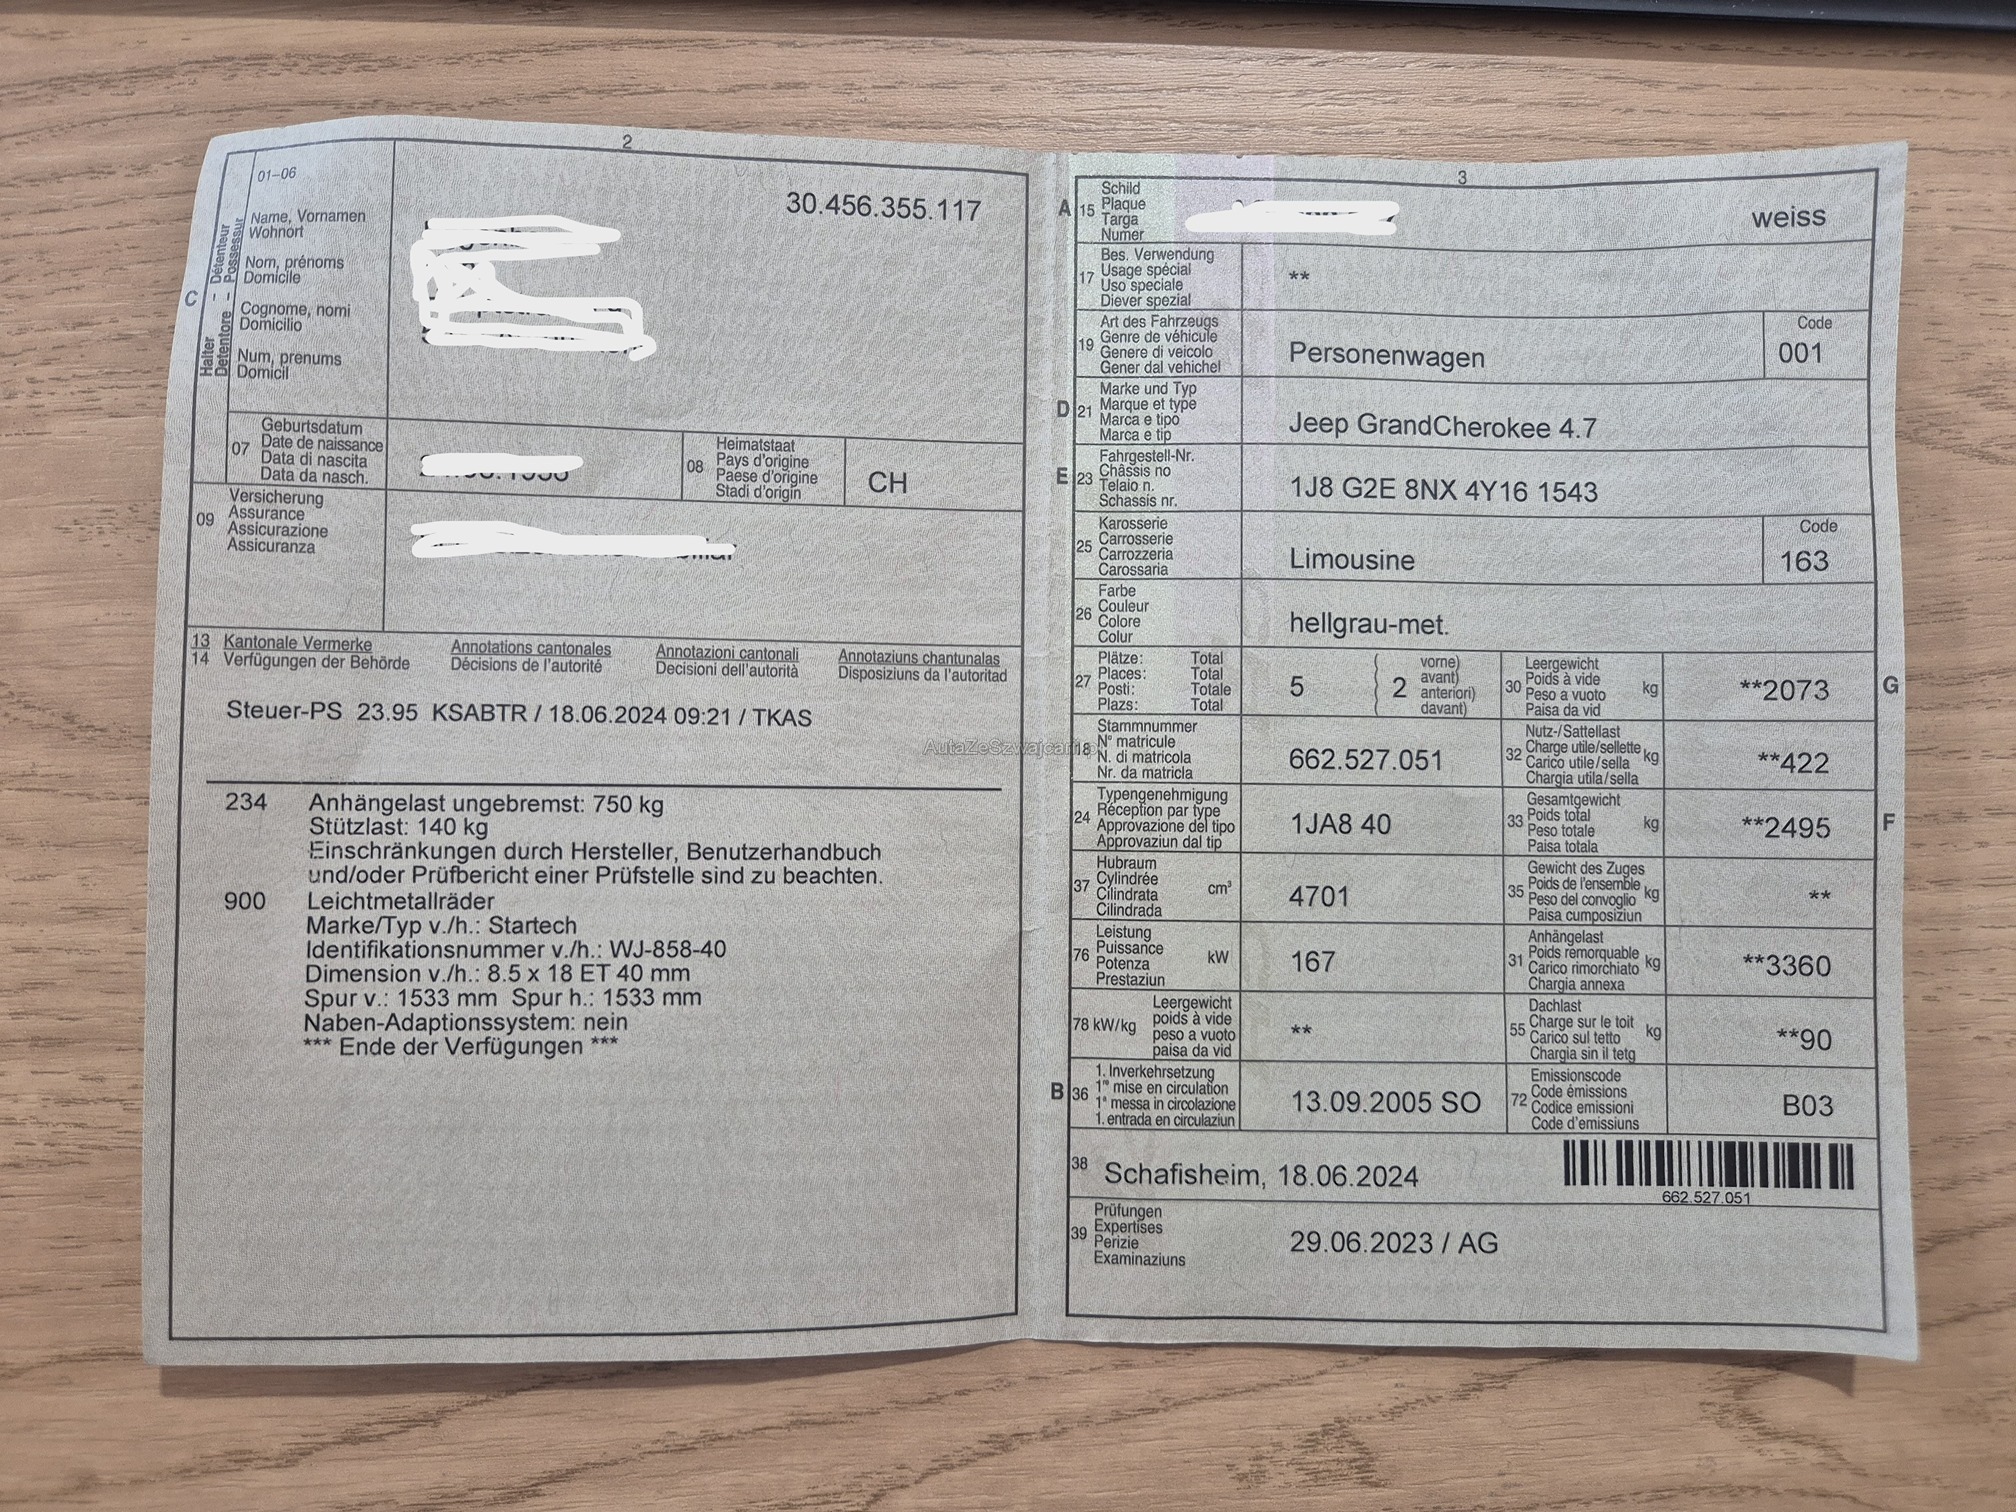 2
01–06
30.456.355.117
C
Halter – Détenteur
Detentore – Possessur
Name, Vornamen
Wohnort
Nom, prénoms
Domicile
Cognome, nomi
Domicilio
Num, prenums
Domicil
07
Geburtsdatum
Date de naissance
Data di nascita
Data da nasch.
08
Heimatstaat
Pays d'origine
Paese d'origine
Stadi d'origin
CH
09
Versicherung
Assurance
Assicurazione
Assicuranza
13 Kantonale Vermerke Annotations cantonales Annotazioni cantonali Annotaziuns chantunalas
14 Verfügungen der Behörde Décisions de l'autorité Decisioni dell'autorità Disposiziuns da l'autoritad
Steuer-PS 23.95 KSABTR / 18.06.2024 09:21 / TKAS
234 Anhängelast ungebremst: 750 kg
Stützlast: 140 kg
Einschränkungen durch Hersteller, Benutzerhandbuch
und/oder Prüfbericht einer Prüfstelle sind zu beachten.
900 Leichtmetallräder
Marke/Typ v./h.: Startech
Identifikationsnummer v./h.: WJ-858-40
Dimension v./h.: 8.5 x 18 ET 40 mm
Spur v.: 1533 mm Spur h.: 1533 mm
Naben-Adaptionssystem: nein
*** Ende der Verfügungen ***
3
A 15
Schild
Plaque
Targa
Numer
weiss
17
Bes. Verwendung
Usage spécial
Uso speciale
Diever spezial
**
19
Art des Fahrzeugs
Genre de véhicule
Genere di veicolo
Gener dal vehichel
Personenwagen
Code
001
D 21
Marke und Typ
Marque et type
Marca e tipo
Marca e tip
Jeep GrandCherokee 4.7
E 23
Fahrgestell-Nr.
Châssis no
Telaio n.
Schassis nr.
1J8 G2E 8NX 4Y16 1543
25
Karosserie
Carrosserie
Carrozzeria
Carossaria
Limousine
Code
163
26
Farbe
Couleur
Colore
Colur
hellgrau-met.
27
Plätze: Total
Places: Total
Posti: Totale
Plazs: Total
5
2
vorne)
avant)
anteriori)
davant)
30
Leergewicht
Poids à vide
Peso a vuoto
Paisa da vid
kg
**2073
G
18
Stammnummer
N° matricule
N. di matricola
Nr. da matricla
662.527.051
32
Nutz-/Sattellast
Charge utile/sellette
Carico utile/sella
Chargia utila/sella
kg
**422
24
Typengenehmigung
Réception par type
Approvazione del tipo
Approvaziun dal tip
1JA8 40
33
Gesamtgewicht
Poids total
Peso totale
Paisa totala
kg
**2495
F
37
Hubraum
Cylindrée
Cilindrata
Cilindrada
cm³
4701
35
Gewicht des Zuges
Poids de l'ensemble
Peso del convoglio
Paisa cumposiziun
kg
**
76
Leistung
Puissance
Potenza
Prestaziun
kW
167
31
Anhängelast
Poids remorquable
Carico rimorchiato
Chargia annexa
kg
**3360
78 kW/kg
Leergewicht
poids à vide
peso a vuoto
paisa da vid
**
55
Dachlast
Charge sur le toit
Carico sul tetto
Chargia sin il tetg
kg
**90
B 36
1. Inverkehrsetzung
1re mise en circulation
1a messa in circolazione
1. entrada en circulaziun
13.09.2005 SO
72
Emissionscode
Code émissions
Codice emissioni
Code d'emissiuns
B03
38
Schafisheim, 18.06.2024
662.527.051
39
Prüfungen
Expertises
Perizie
Examinaziuns
29.06.2023 / AG